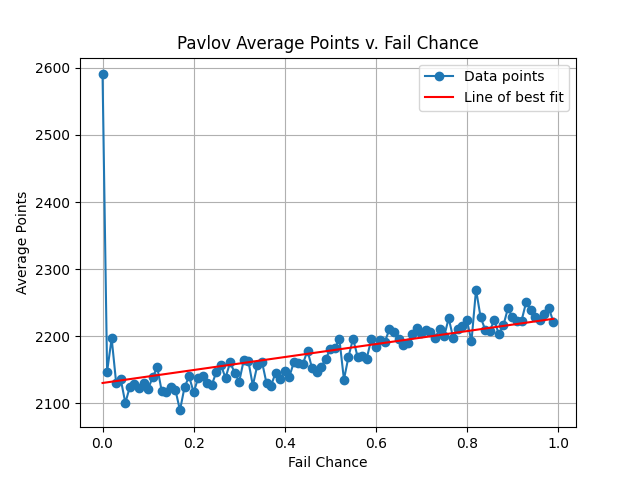 Pavlov Average Points v. Fail Chance
Data points
Line of best fit
2600
2500
2400
2300
2200
2100
Average Points
0.0 0.2 0.4 0.6 0.8 1.0
Fail Chance